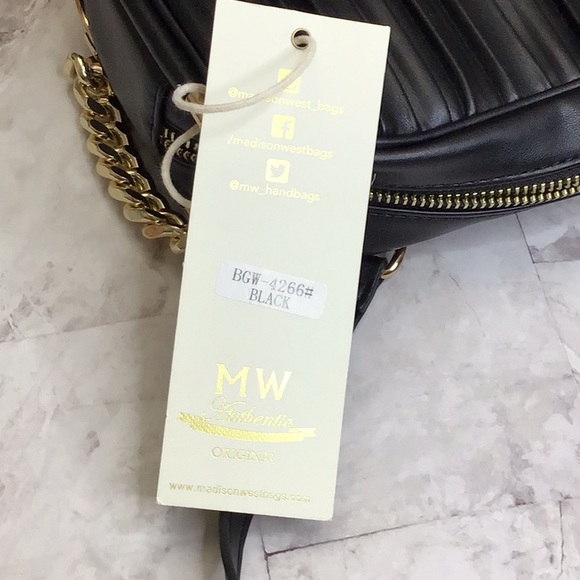 @madisonwest_bags
/madisonwestbags
@mw_handbags
BGW-4266#
BLACK
MW
Authentic
ORIGINAL
www.madisonwestbags.com